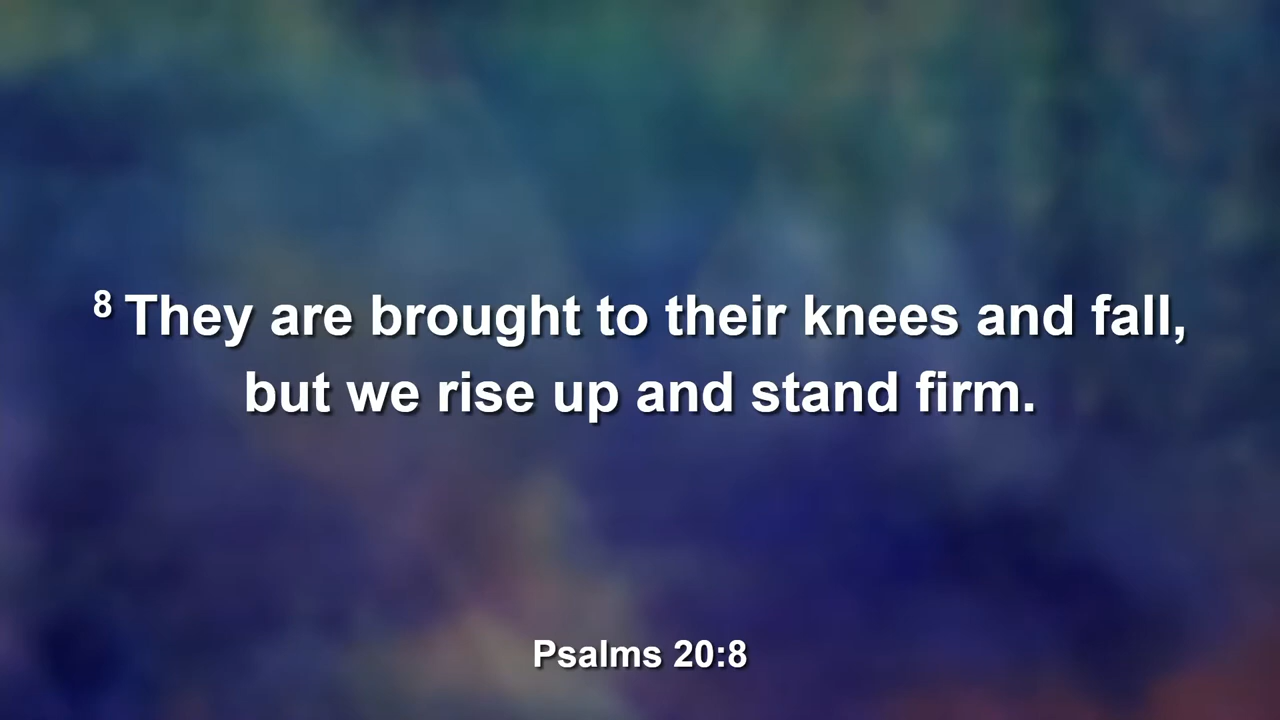 8 They are brought to their knees and fall,
but we rise up and stand firm.
Psalms 20:8